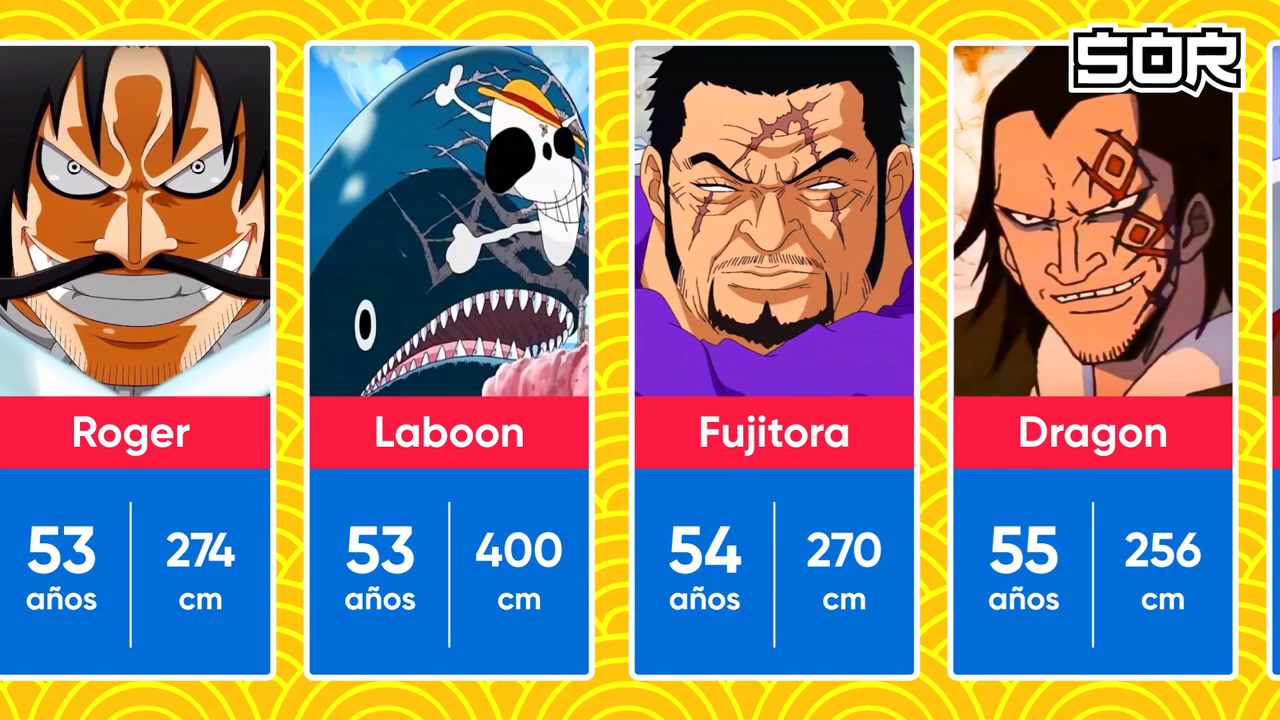 SOR
Roger
53 años
274 cm
Laboon
53 años
400 cm
Fujitora
54 años
270 cm
Dragon
55 años
256 cm